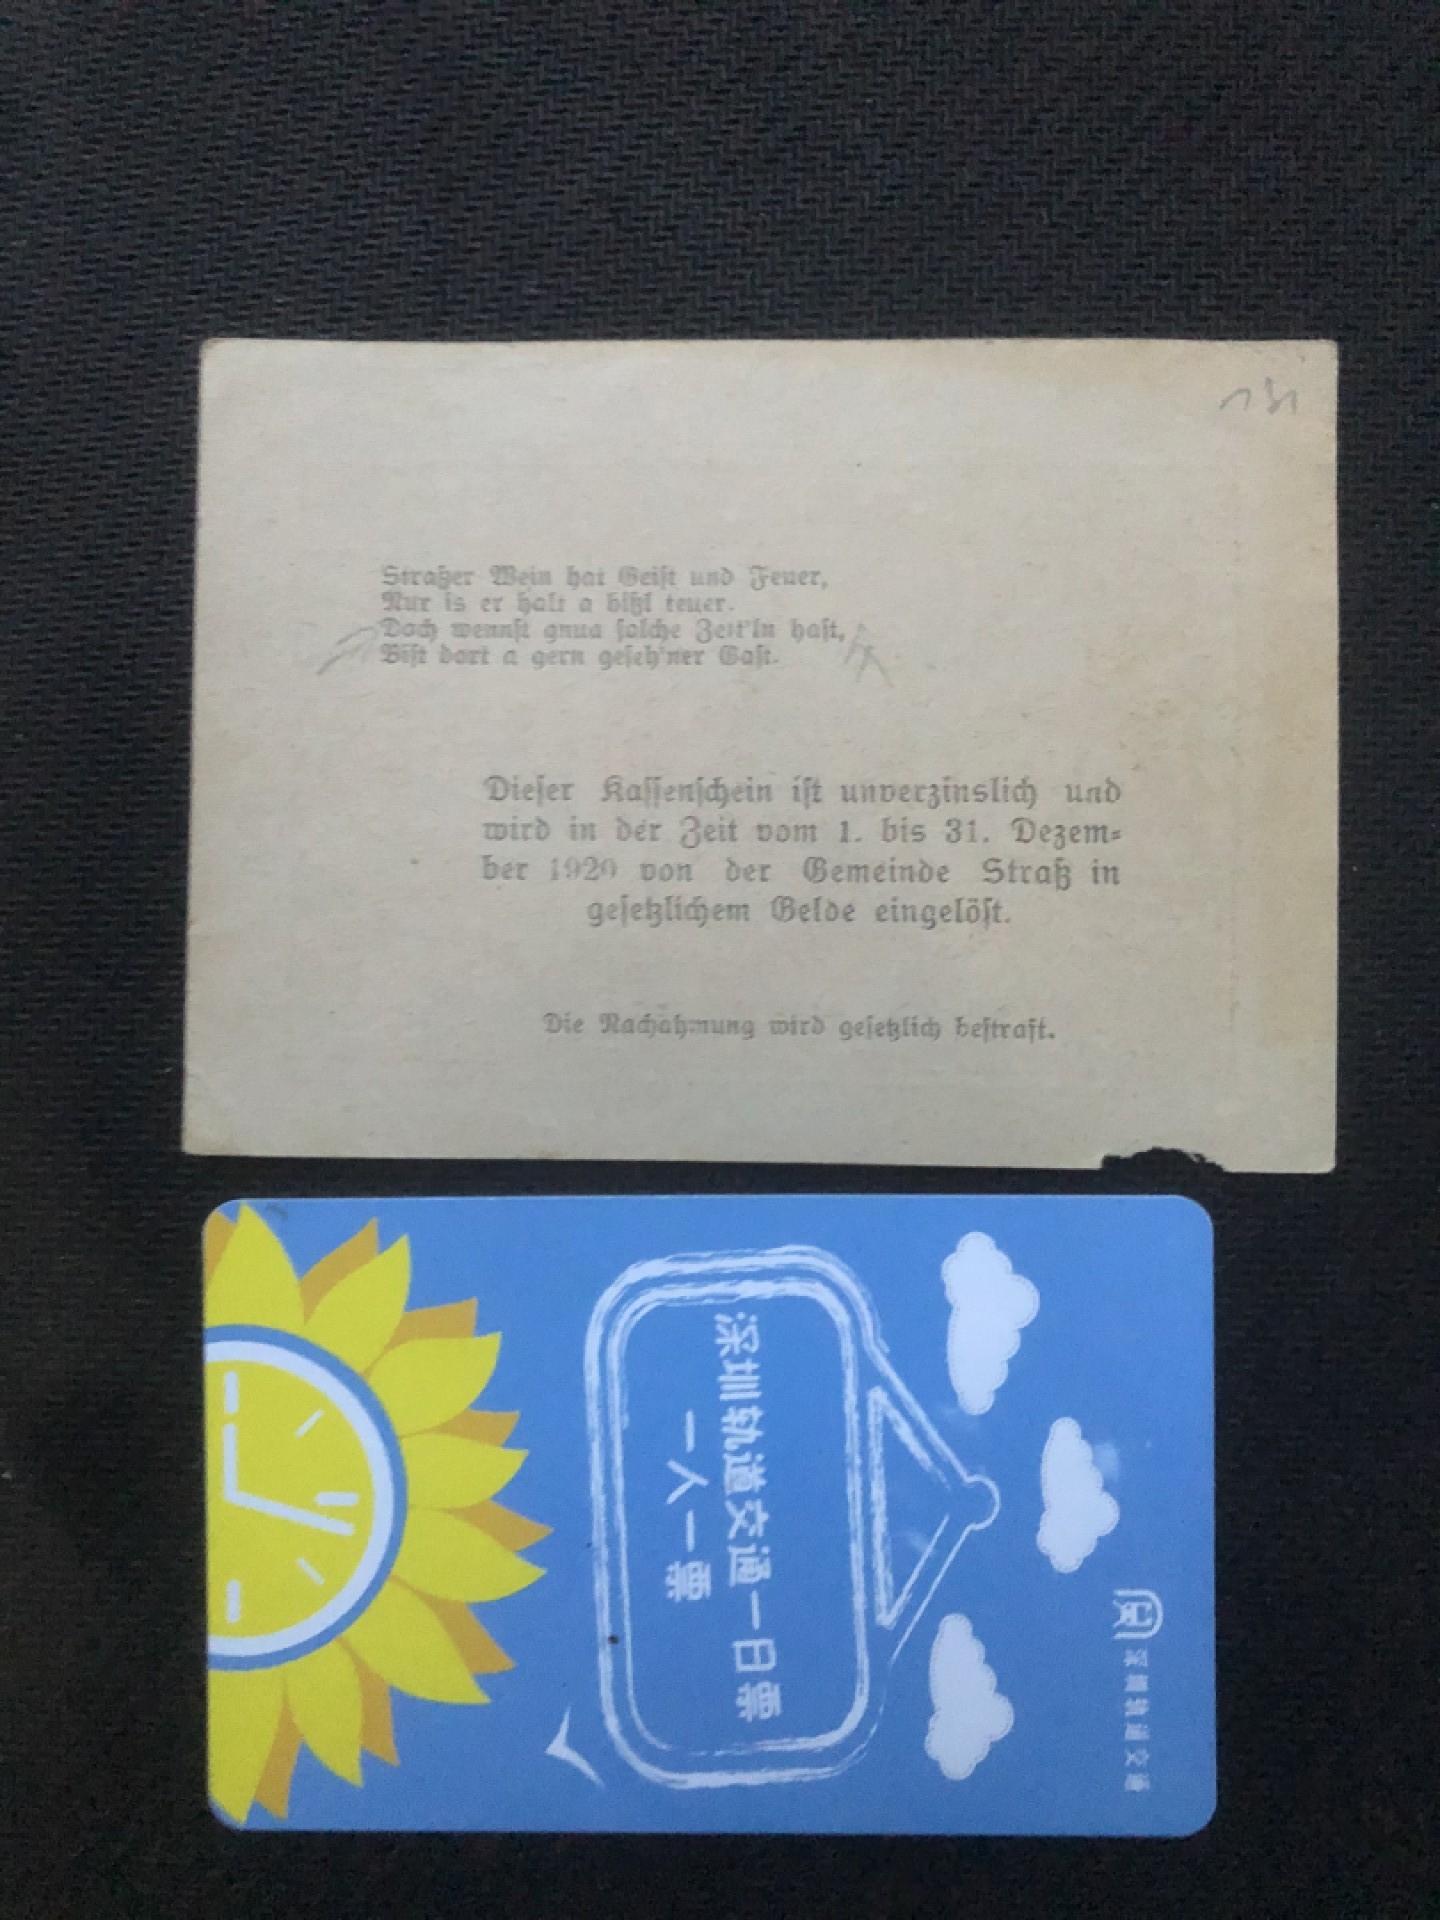 Straßer Wein hat Geist und Feuer,
Nur is er halt a bißl teuer.
Doch wennst gnua solche Zett'ln hast,
Bist dort a gern geseh'ner Gast.
Dieser Kassenschein ist unverzinslich und
wird in der Zeit vom 1. bis 31. Dezem=
ber 1920 von der Gemeinde Straß in
gesetzlichem Gelde eingelöst.
Die Nachahmung wird gesetzlich bestraft.
深圳轨道交通一日票
一人一票
深圳轨道交通